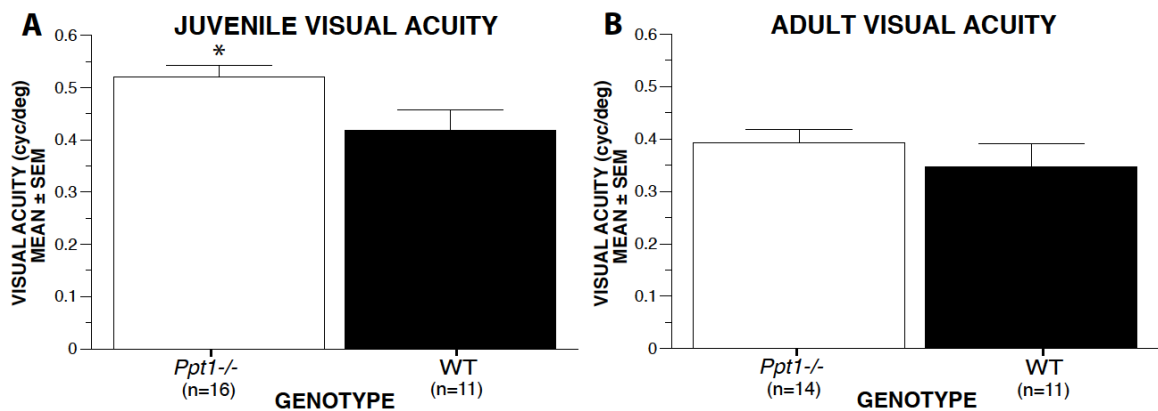 A JUVENILE VISUAL ACUITY
VISUAL ACUITY (cyc/deg)
MEAN ± SEM
0.6
0.5
0.4
0.3
0.2
0.1
0
*
Ppt1-/- WT
(n=16) (n=11)
GENOTYPE
B ADULT VISUAL ACUITY
VISUAL ACUITY (cyc/deg)
MEAN ± SEM
0.6
0.5
0.4
0.3
0.2
0.1
0
Ppt1-/- WT
(n=14) (n=11)
GENOTYPE